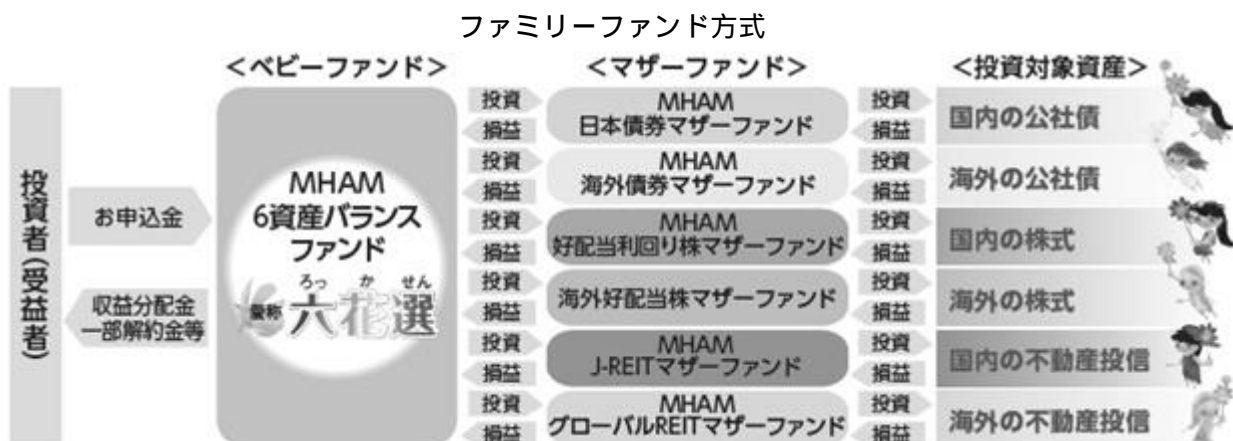 ファミリーファンド方式
＜ベビーファンド＞
＜マザーファンド＞
＜投資対象資産＞
投資者(受益者)
お申込金
収益分配金
一部解約金等
MHAM
6資産バランス
ファンド
ろっ か せん
愛称 六花選
投資
損益
MHAM
日本債券マザーファンド
投資
損益
国内の公社債
投資
損益
MHAM
海外債券マザーファンド
投資
損益
海外の公社債
投資
損益
MHAM
好配当利回り株マザーファンド
投資
損益
国内の株式
投資
損益
海外好配当株マザーファンド
投資
損益
海外の株式
投資
損益
MHAM
J-REITマザーファンド
投資
損益
国内の不動産投信
投資
損益
MHAM
グローバルREITマザーファンド
投資
損益
海外の不動産投信